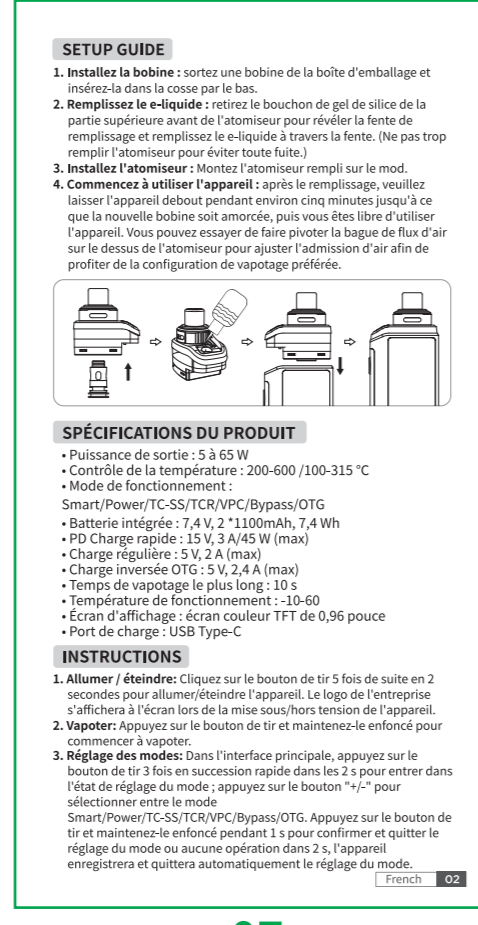 SETUP GUIDE
1. Installez la bobine : sortez une bobine de la boîte d'emballage et
insérez-la dans la cosse par le bas.
2. Remplissez le e-liquide : retirez le bouchon de gel de silice de la
partie supérieure avant de l'atomiseur pour révéler la fente de
remplissage et remplissez le e-liquide à travers la fente. (Ne pas trop
remplir l'atomiseur pour éviter toute fuite.)
3. Installez l'atomiseur : Montez l'atomiseur rempli sur le mod.
4. Commencez à utiliser l'appareil : après le remplissage, veuillez
laisser l'appareil debout pendant environ cinq minutes jusqu'à ce
que la nouvelle bobine soit amorcée, puis vous êtes libre d'utiliser
l'appareil. Vous pouvez essayer de faire pivoter la bague de flux d'air
sur le dessus de l'atomiseur pour ajuster l'admission d'air afin de
profiter de la configuration de vapotage préférée.
SPÉCIFICATIONS DU PRODUIT
• Puissance de sortie : 5 à 65 W
• Contrôle de la température : 200-600 /100-315 °C
• Mode de fonctionnement :
Smart/Power/TC-SS/TCR/VPC/Bypass/OTG
• Batterie intégrée : 7,4 V, 2 *1100mAh, 7,4 Wh
• PD Charge rapide : 15 V, 3 A/45 W (max)
• Charge régulière : 5 V, 2 A (max)
• Charge inversée OTG : 5 V, 2,4 A (max)
• Temps de vapotage le plus long : 10 s
• Température de fonctionnement : -10-60
• Écran d'affichage : écran couleur TFT de 0,96 pouce
• Port de charge : USB Type-C
INSTRUCTIONS
1. Allumer / éteindre: Cliquez sur le bouton de tir 5 fois de suite en 2
secondes pour allumer/éteindre l'appareil. Le logo de l'entreprise
s'affichera à l'écran lors de la mise sous/hors tension de l'appareil.
2. Vapoter: Appuyez sur le bouton de tir et maintenez-le enfoncé pour
commencer à vapoter.
3. Réglage des modes: Dans l'interface principale, appuyez sur le
bouton de tir 3 fois en succession rapide dans les 2 s pour entrer dans
l'état de réglage du mode ; appuyez sur le bouton "+/-" pour
sélectionner entre le mode
Smart/Power/TC-SS/TCR/VPC/Bypass/OTG. Appuyez sur le bouton de
tir et maintenez-le enfoncé pendant 1 s pour confirmer et quitter le
réglage du mode ou aucune opération dans 2 s, l'appareil
enregistrera et quittera automatiquement le réglage du mode.
French 02